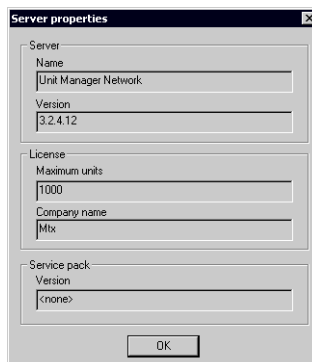 Server properties
Server
Name
Unit Manager Network
Version
3.2.4.12
License
Maximum units
1000
Company name
Mtx
Service pack
Version
<none>
OK